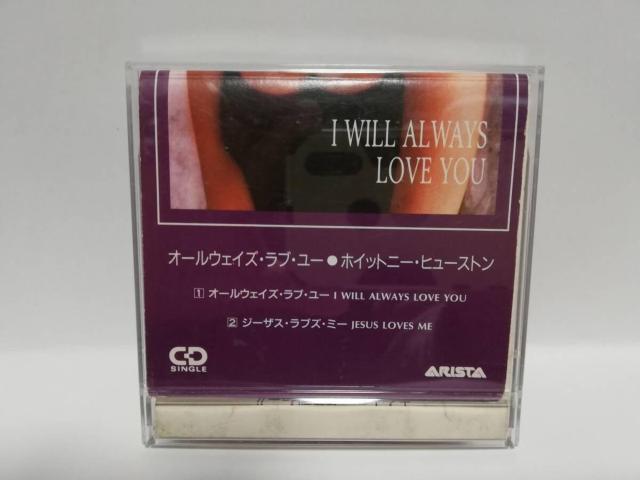 I WILL ALWAYS
LOVE YOU
オールウェイズ・ラブ・ユー●ホイットニー・ヒューストン
1 オールウェイズ・ラブ・ユー I WILL ALWAYS LOVE YOU
2 ジーザス・ラブズ・ミー JESUS LOVES ME
CD
SINGLE
ARISTA